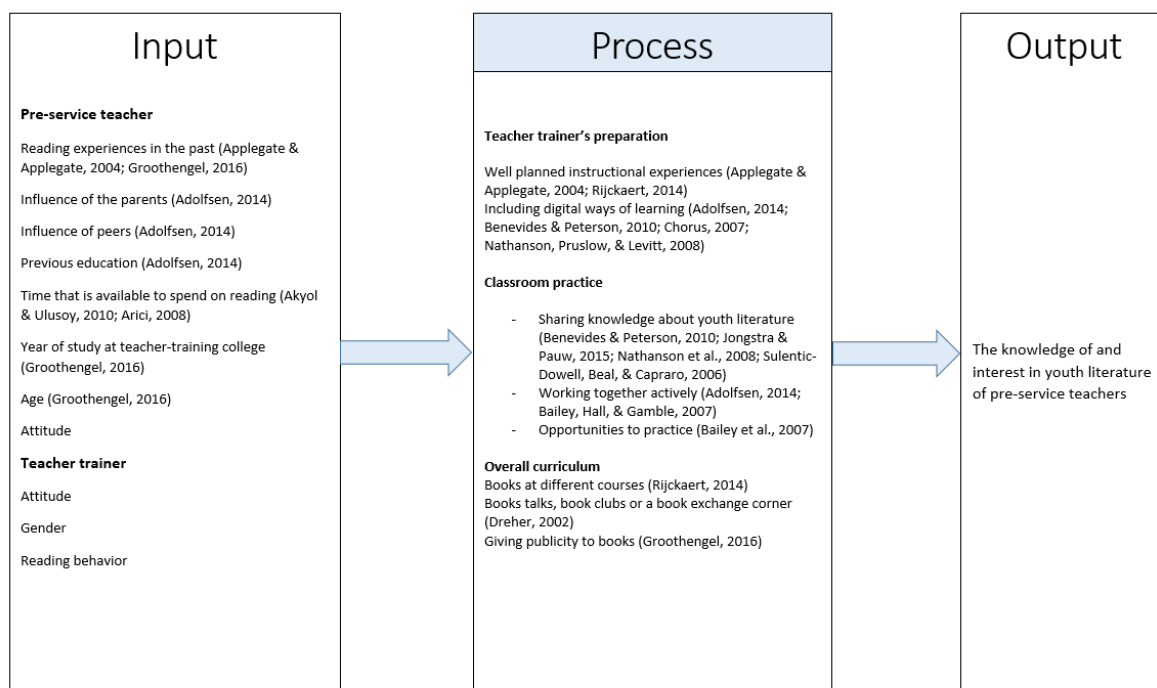 Input
Pre-service teacher
Reading experiences in the past (Applegate &
Applegate, 2004; Groothengel, 2016)
Influence of the parents (Adolfsen, 2014)
Influence of peers (Adolfsen, 2014)
Previous education (Adolfsen, 2014)
Time that is available to spend on reading (Akyol
& Ulusoy, 2010; Arici, 2008)
Year of study at teacher-training college
(Groothengel, 2016)
Age (Groothengel, 2016)
Attitude
Teacher trainer
Attitude
Gender
Reading behavior
Process
Teacher trainer's preparation
Well planned instructional experiences (Applegate &
Applegate, 2004; Rijckaert, 2014)
Including digital ways of learning (Adolfsen, 2014;
Benevides & Peterson, 2010; Chorus, 2007;
Nathanson, Pruslow, & Levitt, 2008)
Classroom practice
- Sharing knowledge about youth literature
(Benevides & Peterson, 2010; Jongstra &
Pauw, 2015; Nathanson et al., 2008; Sulentic-
Dowell, Beal, & Capraro, 2006)
- Working together actively (Adolfsen, 2014;
Bailey, Hall, & Gamble, 2007)
- Opportunities to practice (Bailey et al., 2007)
Overall curriculum
Books at different courses (Rijckaert, 2014)
Books talks, book clubs or a book exchange corner
(Dreher, 2002)
Giving publicity to books (Groothengel, 2016)
Output
The knowledge of and
interest in youth literature
of pre-service teachers